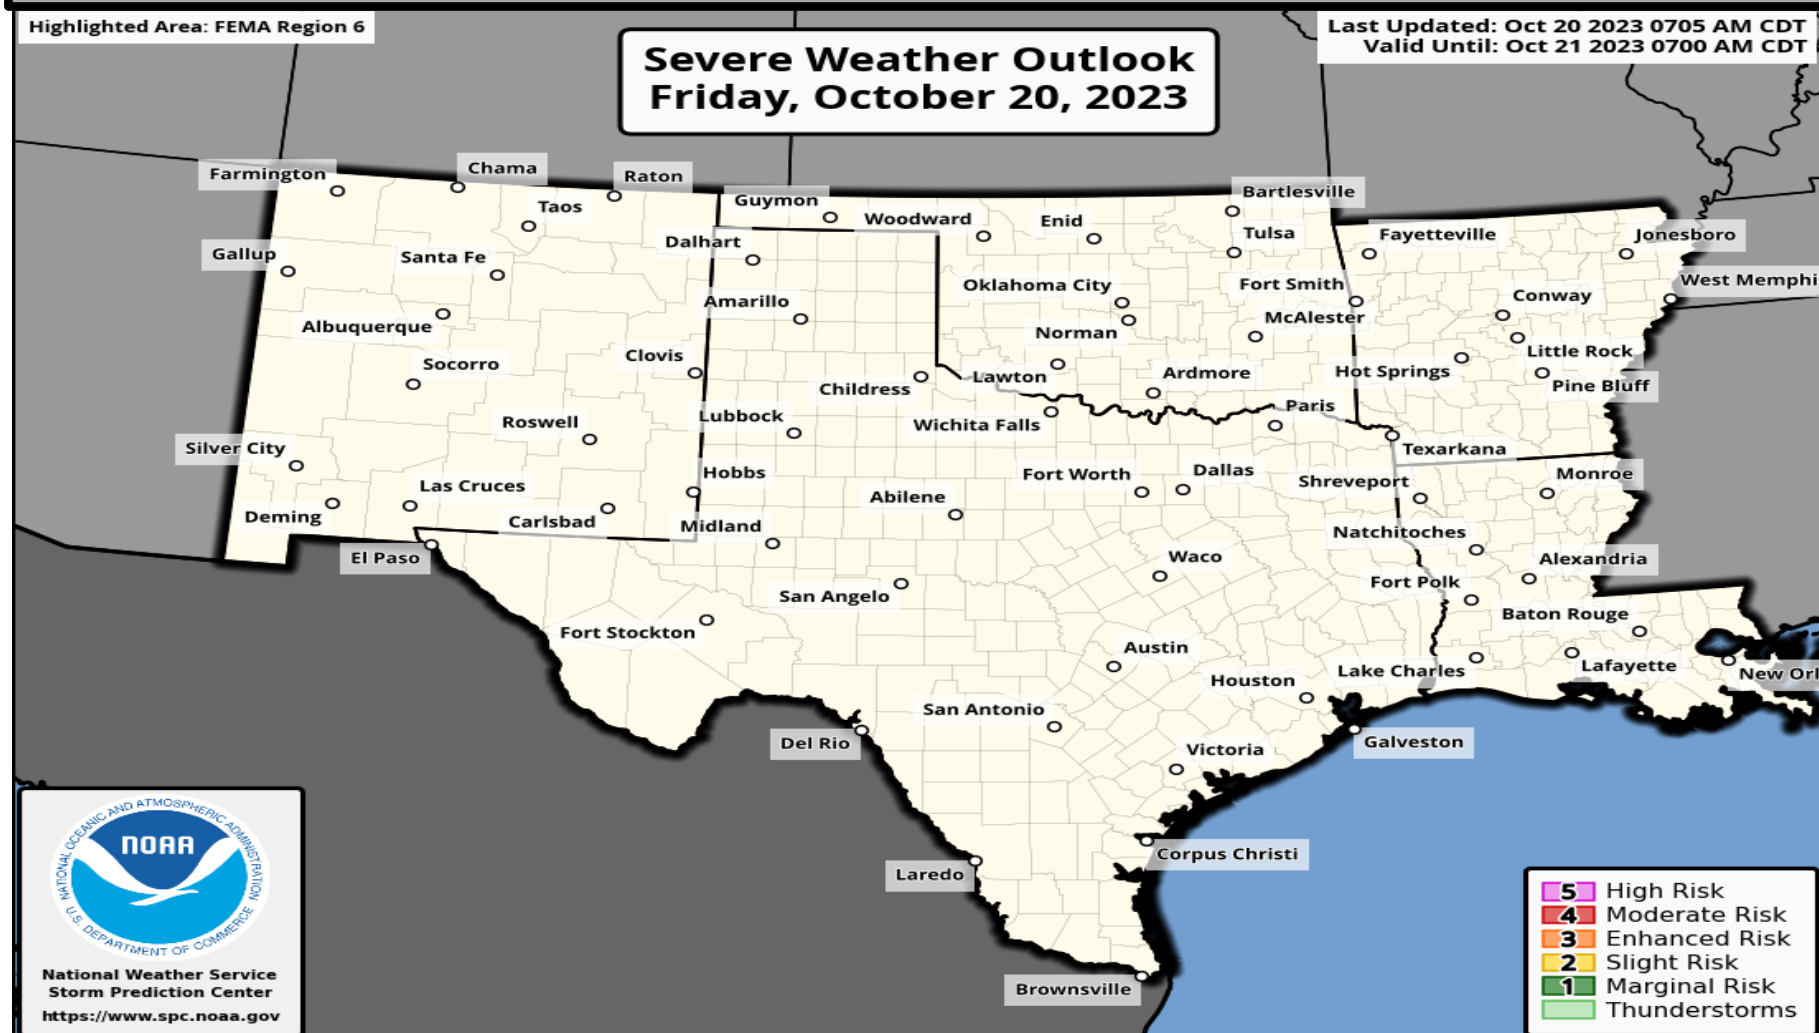 Highlighted Area: FEMA Region 6
Severe Weather Outlook
Friday, October 20, 2023
Last Updated: Oct 20 2023 0705 AM CDT
Valid Until: Oct 21 2023 0700 AM CDT
Farmington
Chama
Raton
Taos
Guymon
Woodward
Enid
Bartlesville
Gallup
Santa Fe
Dalhart
Tulsa
Fayetteville
Jonesboro
Albuquerque
Amarillo
Oklahoma City
Fort Smith
Conway
West Memphi
Norman
McAlester
Socorro
Clovis
Childress
Lawton
Ardmore
Hot Springs
Little Rock
Pine Bluff
Roswell
Lubbock
Wichita Falls
Paris
Texarkana
Silver City
Las Cruces
Hobbs
Abilene
Fort Worth
Dallas
Shreveport
Monroe
Deming
Carlsbad
Midland
Natchitoches
El Paso
San Angelo
Waco
Fort Polk
Alexandria
Fort Stockton
Austin
Baton Rouge
Houston
Lake Charles
Lafayette
New Orl
San Antonio
Del Rio
Victoria
Galveston
Laredo
Corpus Christi
Brownsville
NATIONAL OCEANIC AND ATMOSPHERIC ADMINISTRATION
NOAA
U.S. DEPARTMENT OF COMMERCE
National Weather Service
Storm Prediction Center
https://www.spc.noaa.gov
5 High Risk
4 Moderate Risk
3 Enhanced Risk
2 Slight Risk
1 Marginal Risk
Thunderstorms